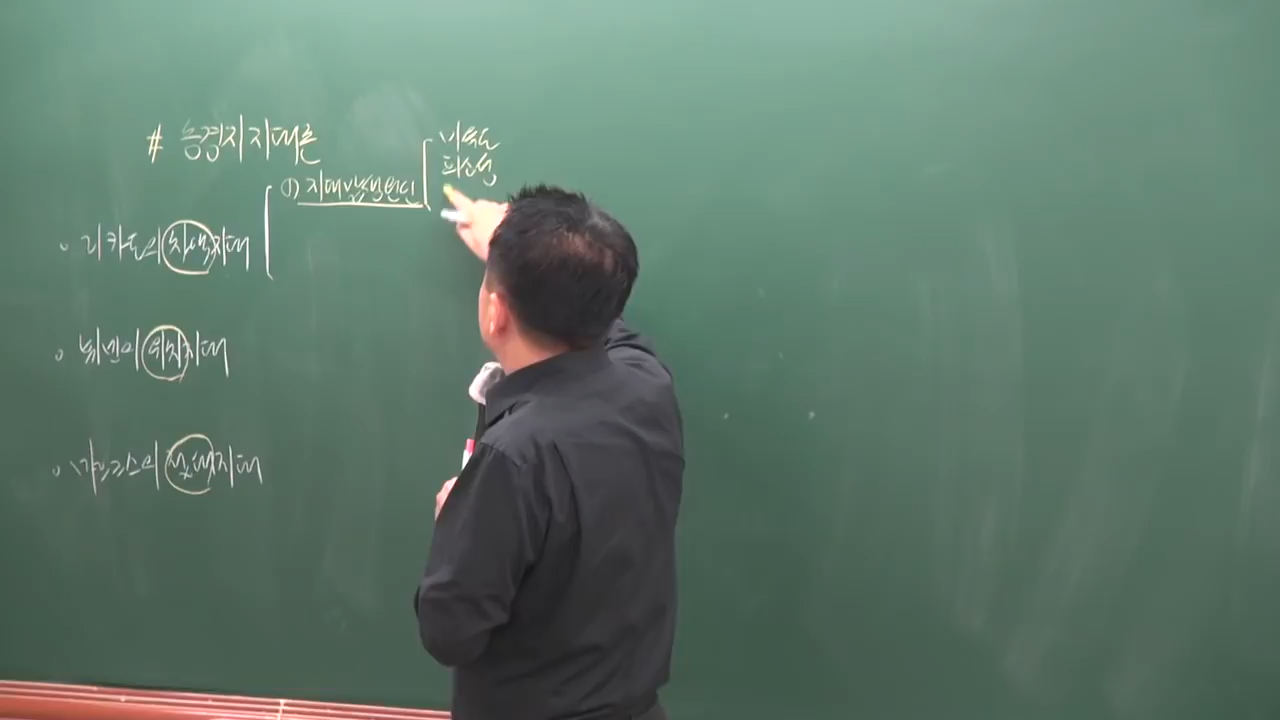 # 농경지 지대론
① 지대발생원인
비옥도
희소성
• 리카도의 차액지대
• 튀넨의 위치지대
• 마르크스의 절대지대